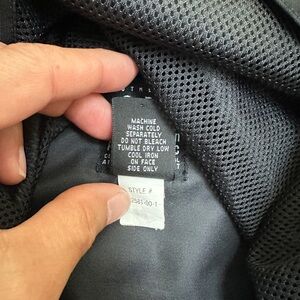 MACHINE
WASH COLD
SEPARATELY
DO NOT BLEACH
TUMBLE DRY LOW
COOL IRON
ON FACE
SIDE ONLY
STYLE #